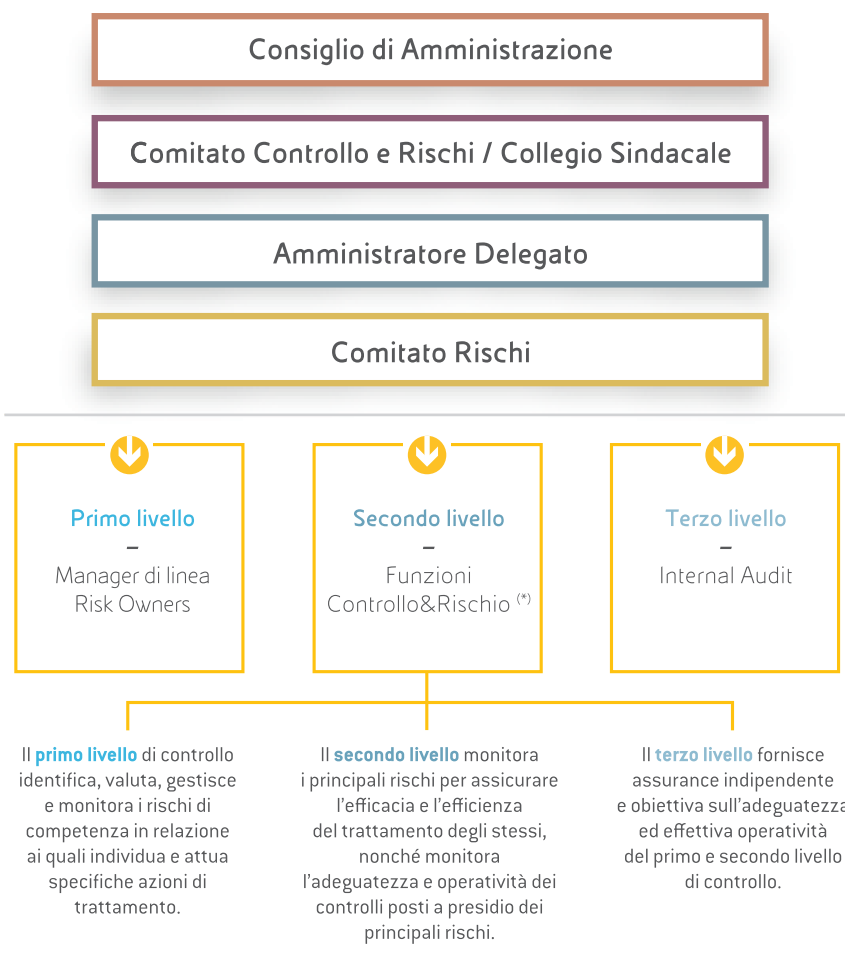 Consiglio di Amministrazione
Comitato Controllo e Rischi / Collegio Sindacale
Amministratore Delegato
Comitato Rischi
Primo livello
–
Manager di linea
Risk Owners
Secondo livello
–
Funzioni
Controllo&Rischio (*)
Terzo livello
–
Internal Audit
Il primo livello di controllo
identifica, valuta, gestisce
e monitora i rischi di
competenza in relazione
ai quali individua e attua
specifiche azioni di
trattamento.
Il secondo livello monitora
i principali rischi per assicurare
l'efficacia e l'efficienza
del trattamento degli stessi,
nonché monitora
l'adeguatezza e operatività dei
controlli posti a presidio dei
principali rischi.
Il terzo livello fornisce
assurance indipendente
e obiettiva sull'adeguatezza
ed effettiva operatività
del primo e secondo livello
di controllo.